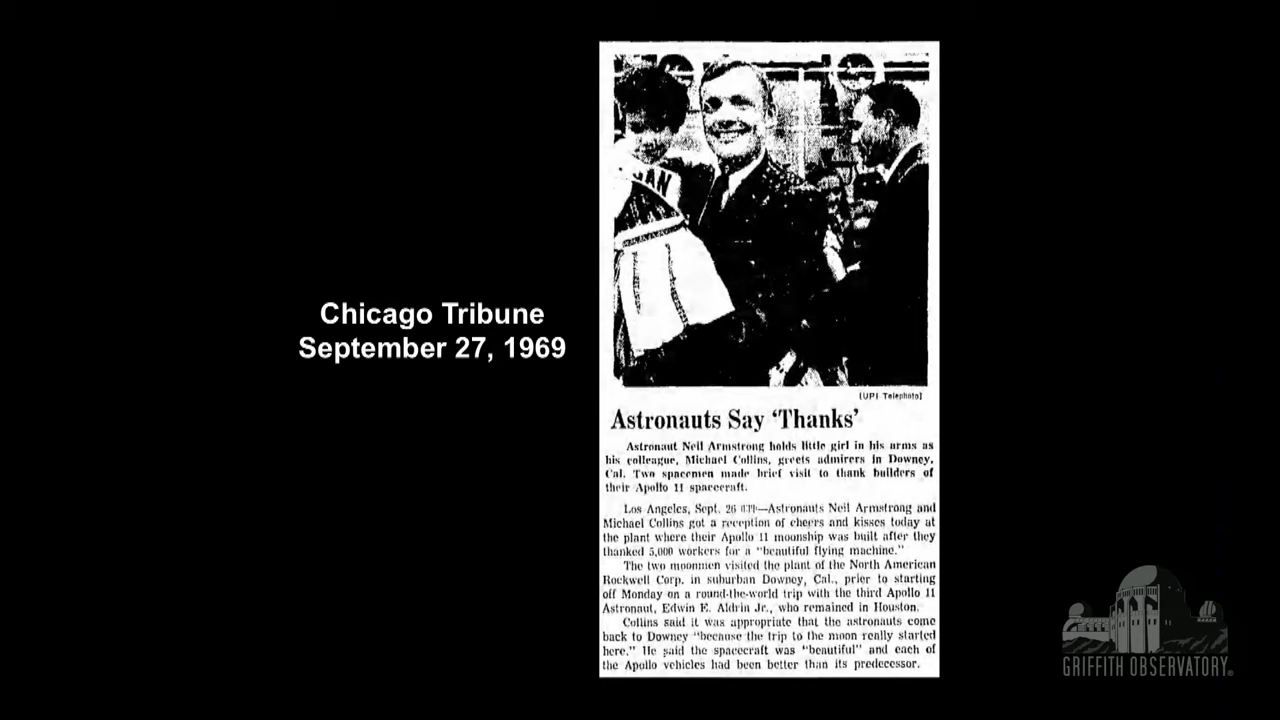 Chicago Tribune
September 27, 1969
AN
[UPI Telephoto]
Astronauts Say ‘Thanks’
Astronaut Neil Armstrong holds little girl in his arms as
his colleague, Michael Collins, greets admirers in Downey,
Cal. Two spacemen made brief visit to thank builders of
their Apollo 11 spacecraft.
Los Angeles, Sept. 26 —Astronauts Neil Armstrong and
Michael Collins got a reception of cheers and kisses today at
the plant where their Apollo 11 moonship was built after they
thanked 5,000 workers for a "beautiful flying machine."
The two moonmen visited the plant of the North American
Rockwell Corp. in suburban Downey, Cal., prior to starting
off Monday on a round-the-world trip with the third Apollo 11
Astronaut, Edwin E. Aldrin Jr., who remained in Houston.
Collins said it was appropriate that the astronauts come
back to Downey "because the trip to the moon really started
here." He said the spacecraft was "beautiful" and each of
the Apollo vehicles had been better than its predecessor.
GRIFFITH OBSERVATORY®